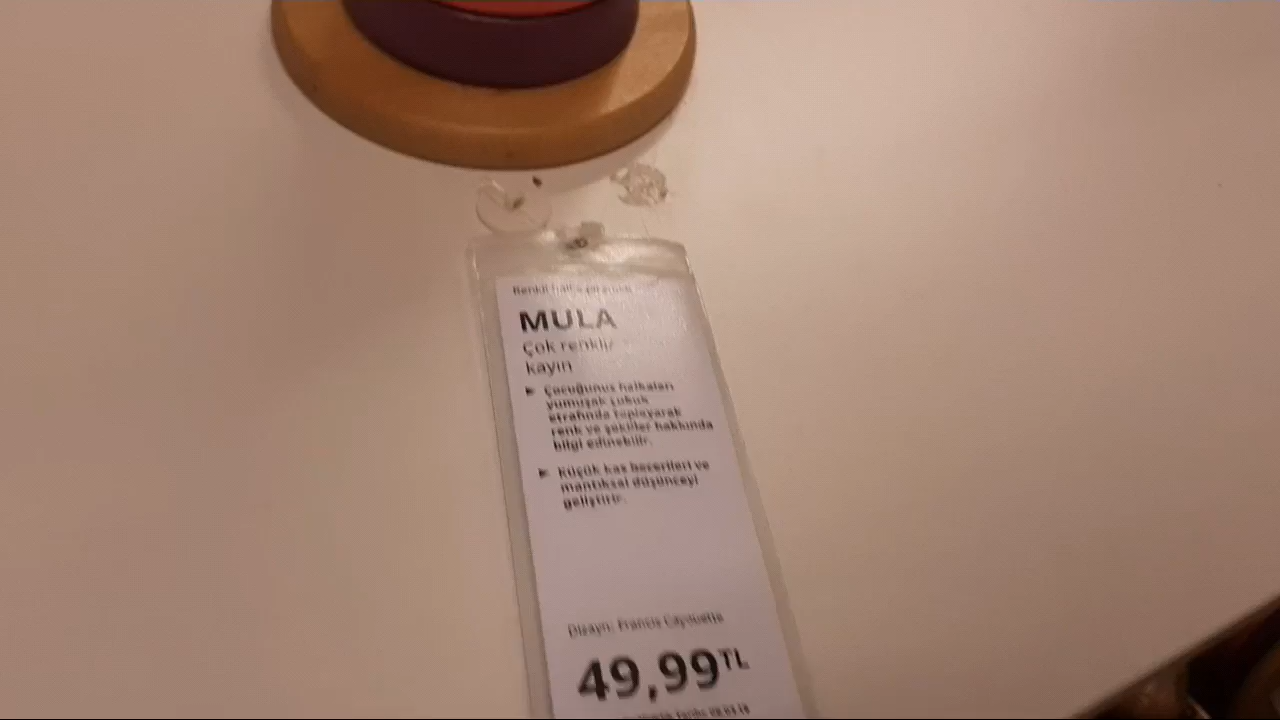 MULA
Çok renkli
kayın
► Çocuğunuz halkaları
yumuşak çubuk
etrafında toplayarak
renk ve şekiller hakkında
bilgi edinebilir.
► Küçük kas becerileri ve
mantıksal düşünceyi
geliştirir.
Dizayn: Francis Cayouette
49,99TL